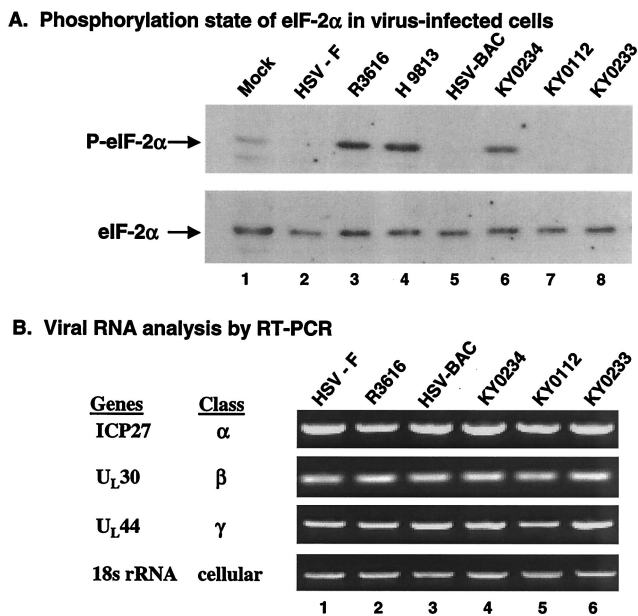 A. Phosphorylation state of eIF-2α in virus-infected cells
Mock HSV - F R3616 H 9813 HSV-BAC KY0234 KY0112 KY0233
P-eIF-2α
eIF-2α
1 2 3 4 5 6 7 8
B. Viral RNA analysis by RT-PCR
HSV - F R3616 HSV-BAC KY0234 KY0112 KY0233
Genes Class
ICP27 α
UL30 β
UL44 γ
18s rRNA cellular
1 2 3 4 5 6